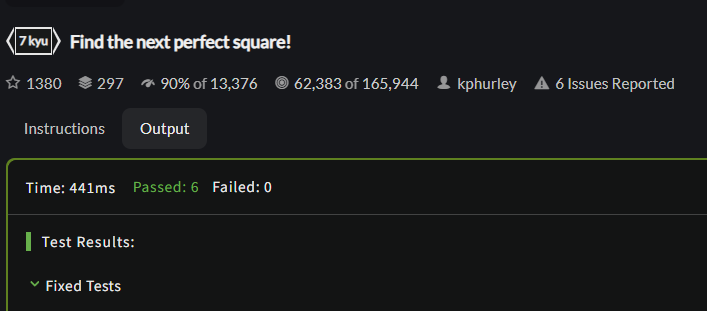 7 kyu Find the next perfect square!
1380 297 90% of 13,376 62,383 of 165,944 kphurley 6 Issues Reported
Instructions Output
Time: 441ms Passed: 6 Failed: 0
Test Results:
Fixed Tests